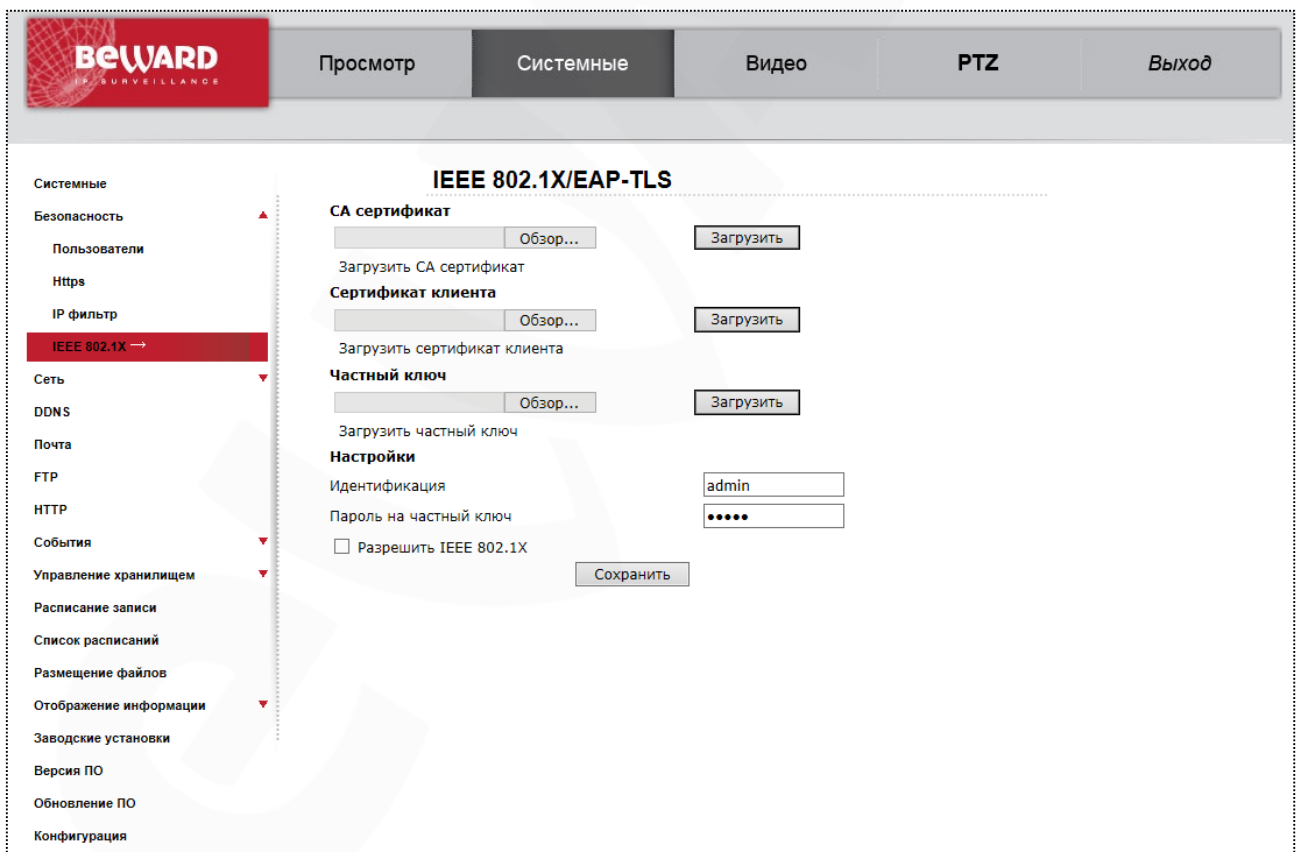 BEWARD
IP SURVEILLANCE
Просмотр
Системные
Видео
PTZ
Выход
Системные
Безопасность
Пользователи
Https
IP фильтр
IEEE 802.1X →
Сеть
DDNS
Почта
FTP
HTTP
События
Управление хранилищем
Расписание записи
Список расписаний
Размещение файлов
Отображение информации
Заводские установки
Версия ПО
Обновление ПО
Конфигурация
IEEE 802.1X/EAP-TLS
CA сертификат
Обзор... Загрузить
Загрузить CA сертификат
Сертификат клиента
Обзор... Загрузить
Загрузить сертификат клиента
Частный ключ
Обзор... Загрузить
Загрузить частный ключ
Настройки
Идентификация admin
Пароль на частный ключ •••••
Разрешить IEEE 802.1X
Сохранить